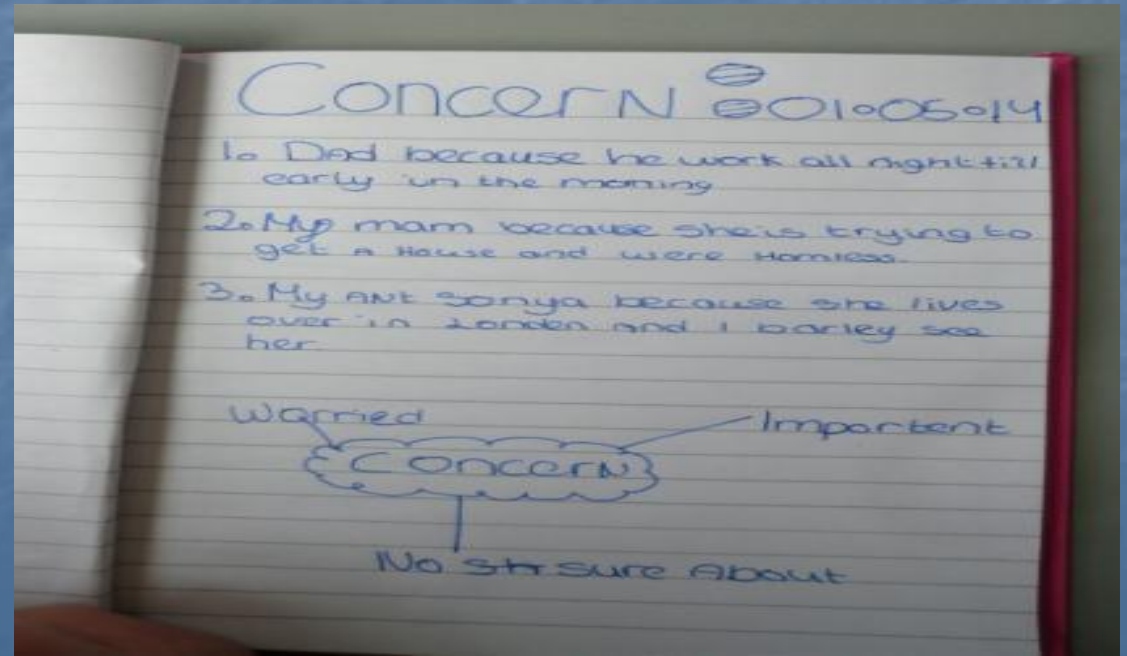 Concern 01.05.14
1. Dad because he work all night till
early in the morning
2. My mam because she is trying to
get A House and were Homless.
3. My ANt sonya because she lives
over in Londen and I barley see
her
Worried
Importent
Concern
No str sure About